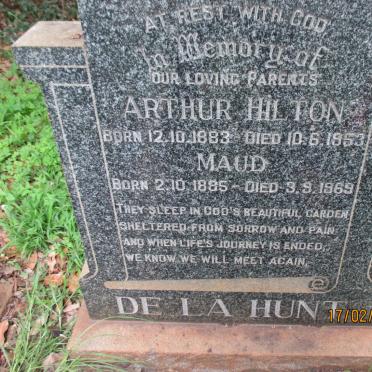 AT REST WITH GOD
In Memory of
OUR LOVING PARENTS
ARTHUR HILTON
BORN 12.10.1883 - DIED 10.5.1953
MAUD
BORN 2.10.1885 - DIED 3.9.1969
THEY SLEEP IN GOD'S BEAUTIFUL GARDEN
SHELTERED FROM SORROW AND PAIN
AND WHEN LIFE'S JOURNEY IS ENDED,
WE KNOW WE WILL MEET AGAIN.
DE LA HUNT
17/02/